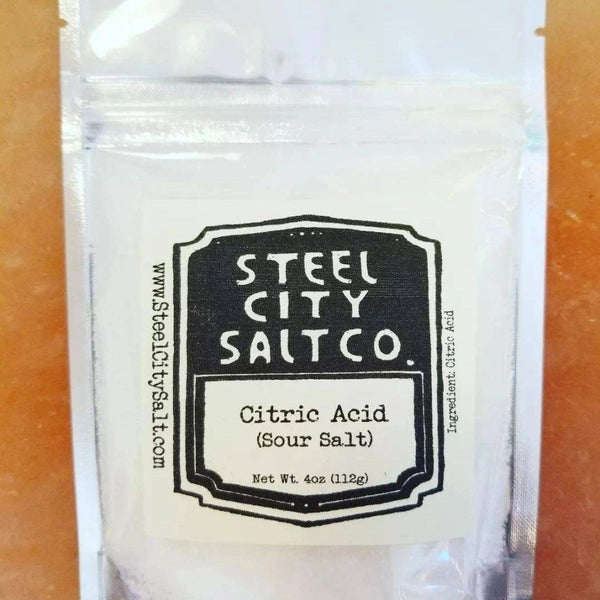 STEEL
CITY
SALT CO.
Citric Acid
(Sour Salt)
Net Wt. 4oz (112g)
www.SteelCitySalt.com
Ingredient: Citric Acid